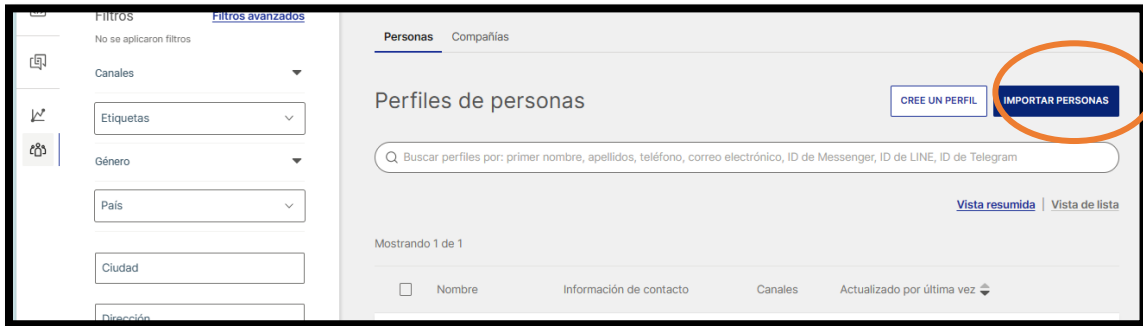 Filtros
Filtros avanzados
No se aplicaron filtros
Canales
Etiquetas
Género
País
Ciudad
Dirección
Personas
Compañías
Perfiles de personas
CREE UN PERFIL
IMPORTAR PERSONAS
Buscar perfiles por: primer nombre, apellidos, teléfono, correo electrónico, ID de Messenger, ID de LINE, ID de Telegram
Vista resumida | Vista de lista
Mostrando 1 de 1
Nombre
Información de contacto
Canales
Actualizado por última vez